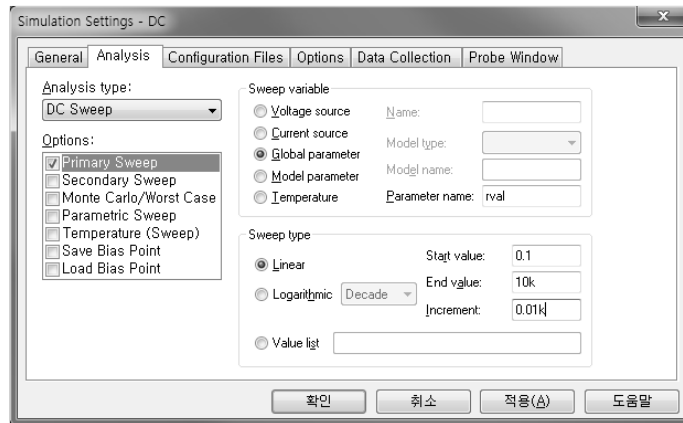 Simulation Settings - DC
General Analysis Configuration Files Options Data Collection Probe Window
Analysis type:
DC Sweep
Options:
Primary Sweep
Secondary Sweep
Monte Carlo/Worst Case
Parametric Sweep
Temperature (Sweep)
Save Bias Point
Load Bias Point
Sweep variable
Voltage source
Current source
Global parameter
Model parameter
Temperature
Name:
Model type:
Model name:
Parameter name: rval
Sweep type
Linear
Logarithmic Decade
Start value: 0.1
End value: 10k
Increment: 0.01k
Value list
확인 취소 적용(A) 도움말